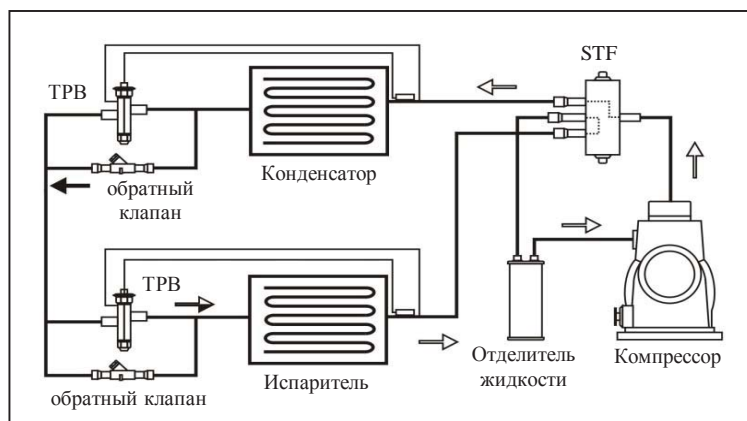 STF
ТРВ
Конденсатор
обратный
клапан
ТРВ
Испаритель
Отделитель
жидкости
Компрессор
обратный клапан